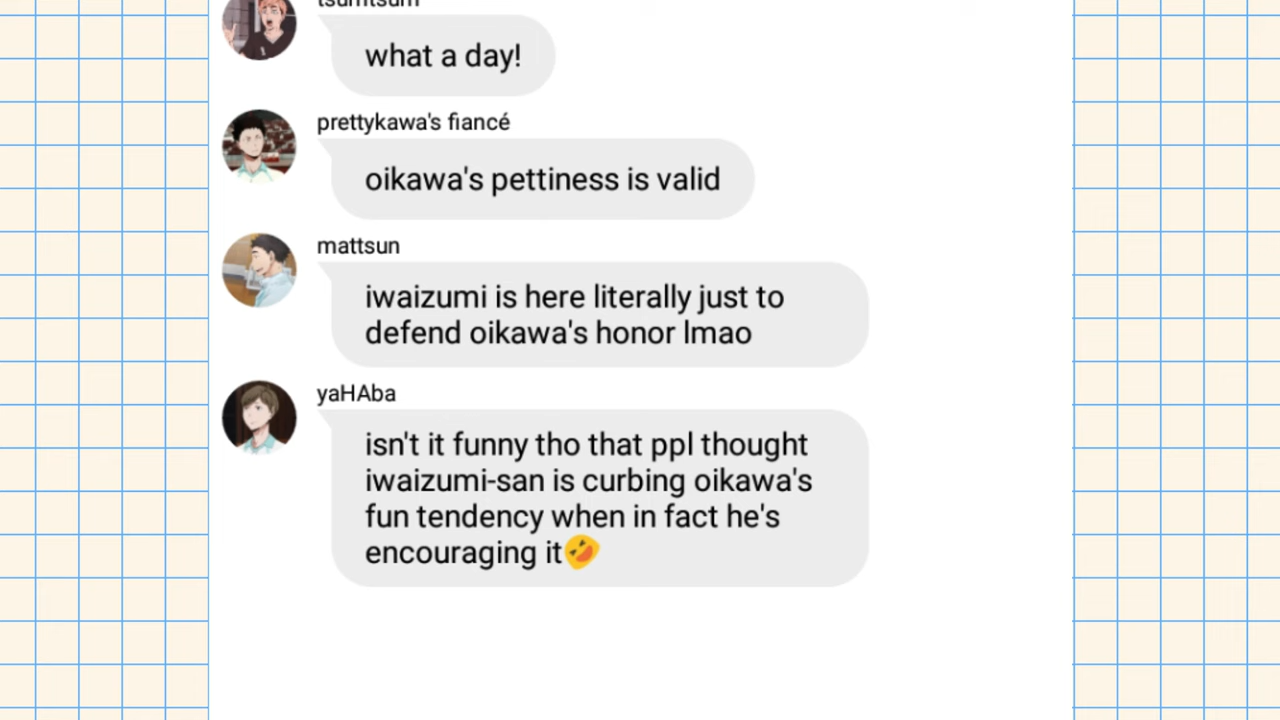 tsumtsum
what a day!
prettykawa's fiancé
oikawa's pettiness is valid
mattsun
iwaizumi is here literally just to
defend oikawa's honor lmao
yaHAba
isn't it funny tho that ppl thought
iwaizumi-san is curbing oikawa's
fun tendency when in fact he's
encouraging it🤣